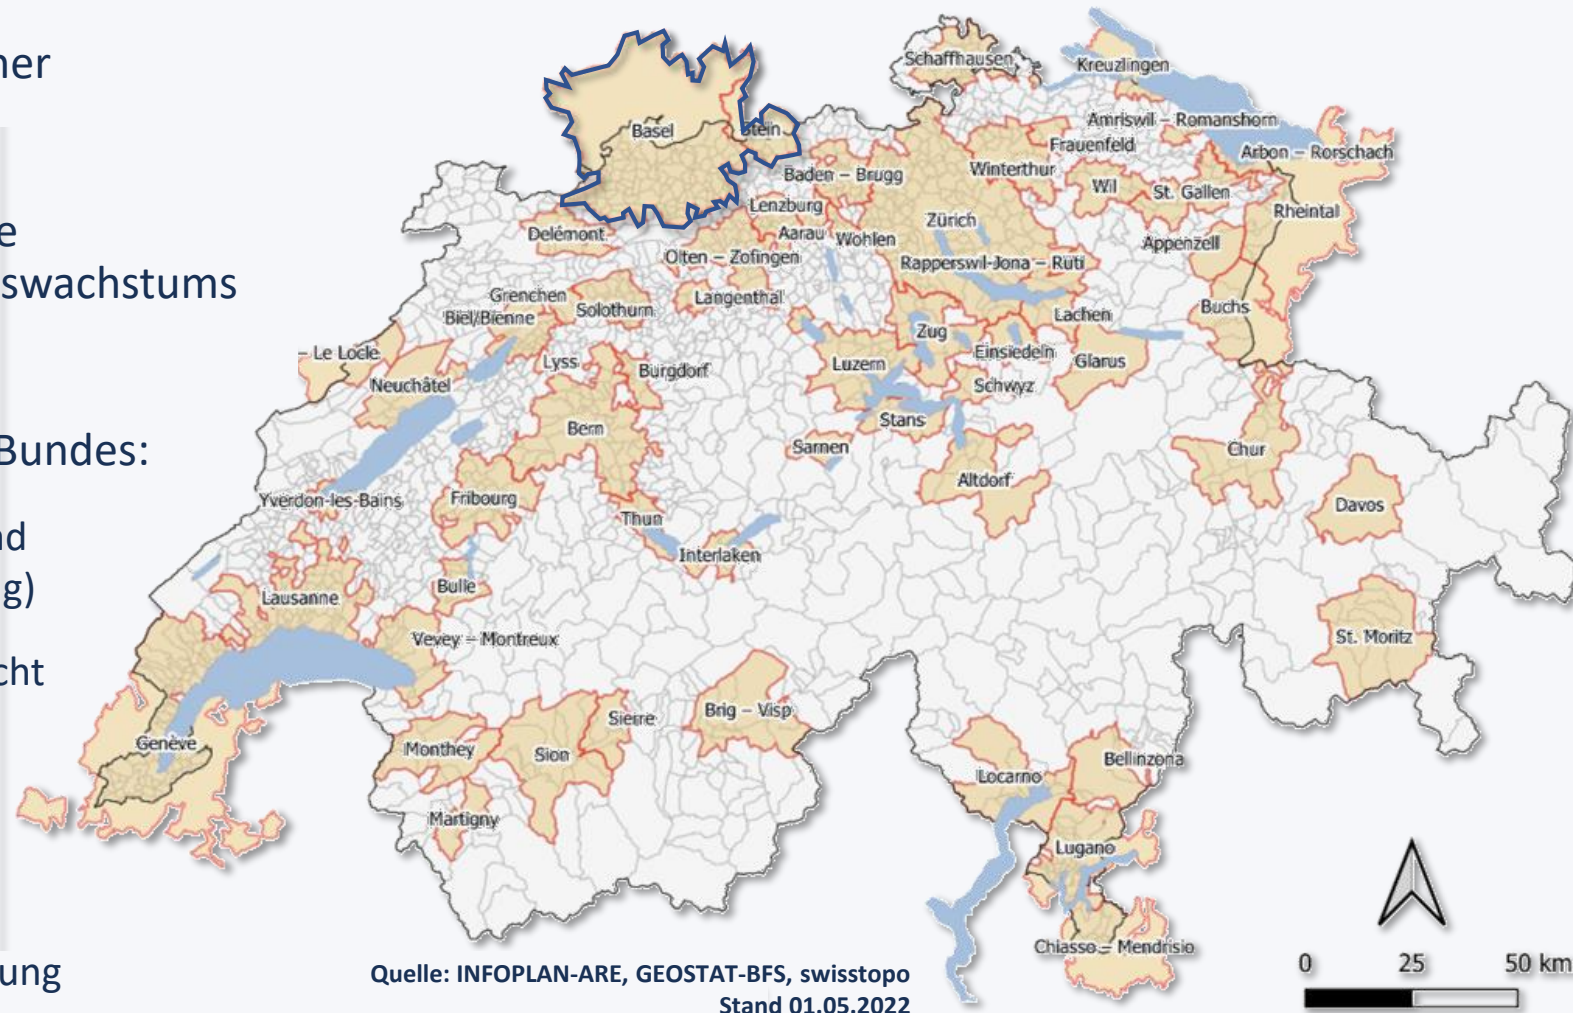 ner
e
swachstums
Bundes:
nd
g)
cht
ung
Schaffhausen
Kreuzlingen
Basel
Stein
Amriswil – Romanshorn
Frauenfeld
Arbon – Rorschach
Baden – Brugg
Winterthur
Wil
St. Gallen
Lenzburg
Rheintal
Zürich
Delémont
Aarau
Wohlen
Appenzell
Olten – Zofingen
Rapperswil-Jona – Rüti
Grenchen
Langenthal
Solothurn
Biel/Bienne
Lachen
Buchs
Zug
– Le Locle
Lyss
Burgdorf
Luzern
Einsiedeln
Glarus
Neuchâtel
Schwyz
Stans
Bern
Sarnen
Chur
Altdorf
Yverdon-les-Bains
Fribourg
Davos
Thun
Interlaken
Bulle
Lausanne
St. Moritz
Vevey – Montreux
Sierre
Brig – Visp
Genève
Monthey
Sion
Bellinzona
Locarno
Martigny
Lugano
Chiasso – Mendrisio
0 25 50 km
Quelle: INFOPLAN-ARE, GEOSTAT-BFS, swisstopo
Stand 01.05.2022